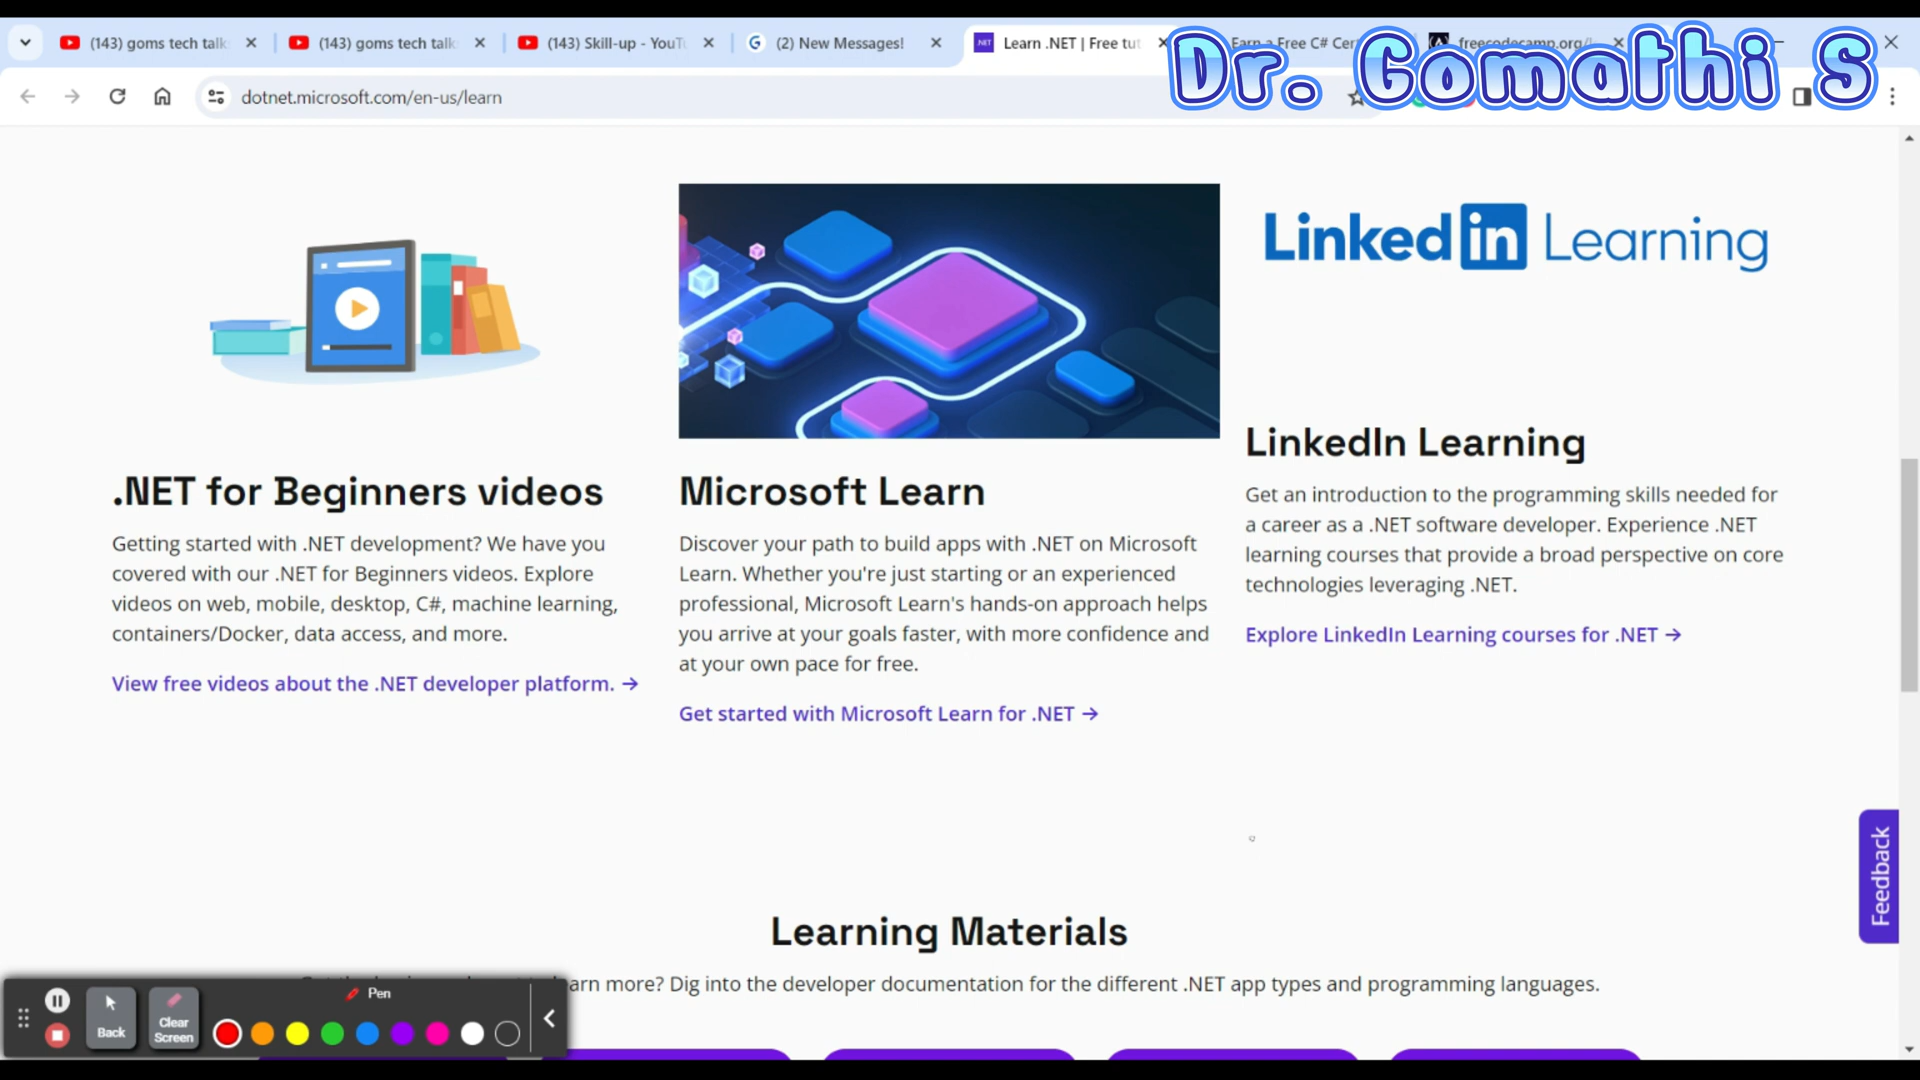 (143) goms tech talk
(143) goms tech talk
(143) Skill-up - YouTu
(2) New Messages!
.NET
Learn .NET | Free tut
Earn a Free C# Cer
freecodecamp.org/
Dr. Gomathi S
dotnet.microsoft.com/en-us/learn
Linked in Learning
.NET for Beginners videos
Getting started with .NET development? We have you
covered with our .NET for Beginners videos. Explore
videos on web, mobile, desktop, C#, machine learning,
containers/Docker, data access, and more.
View free videos about the .NET developer platform. →
Microsoft Learn
Discover your path to build apps with .NET on Microsoft
Learn. Whether you're just starting or an experienced
professional, Microsoft Learn's hands-on approach helps
you arrive at your goals faster, with more confidence and
at your own pace for free.
Get started with Microsoft Learn for .NET →
LinkedIn Learning
Get an introduction to the programming skills needed for
a career as a .NET software developer. Experience .NET
learning courses that provide a broad perspective on core
technologies leveraging .NET.
Explore LinkedIn Learning courses for .NET →
Feedback
Learning Materials
arn more? Dig into the developer documentation for the different .NET app types and programming languages.
Pen
Back
Clear
Screen